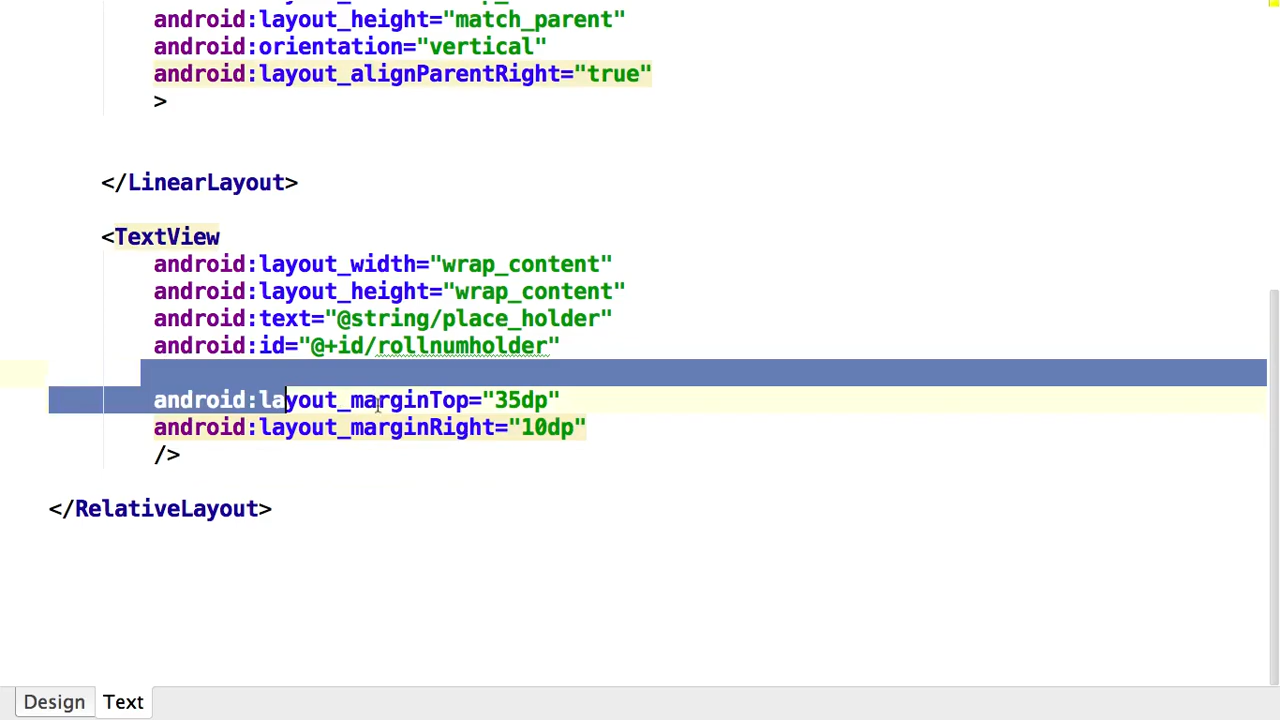 android:layout_height="match_parent"
android:orientation="vertical"
android:layout_alignParentRight="true"
>
</LinearLayout>
<TextView
android:layout_width="wrap_content"
android:layout_height="wrap_content"
android:text="@string/place_holder"
android:id="@+id/rollnumholder"
android:layout_marginTop="35dp"
android:layout_marginRight="10dp"
/>
</RelativeLayout>
Design Text